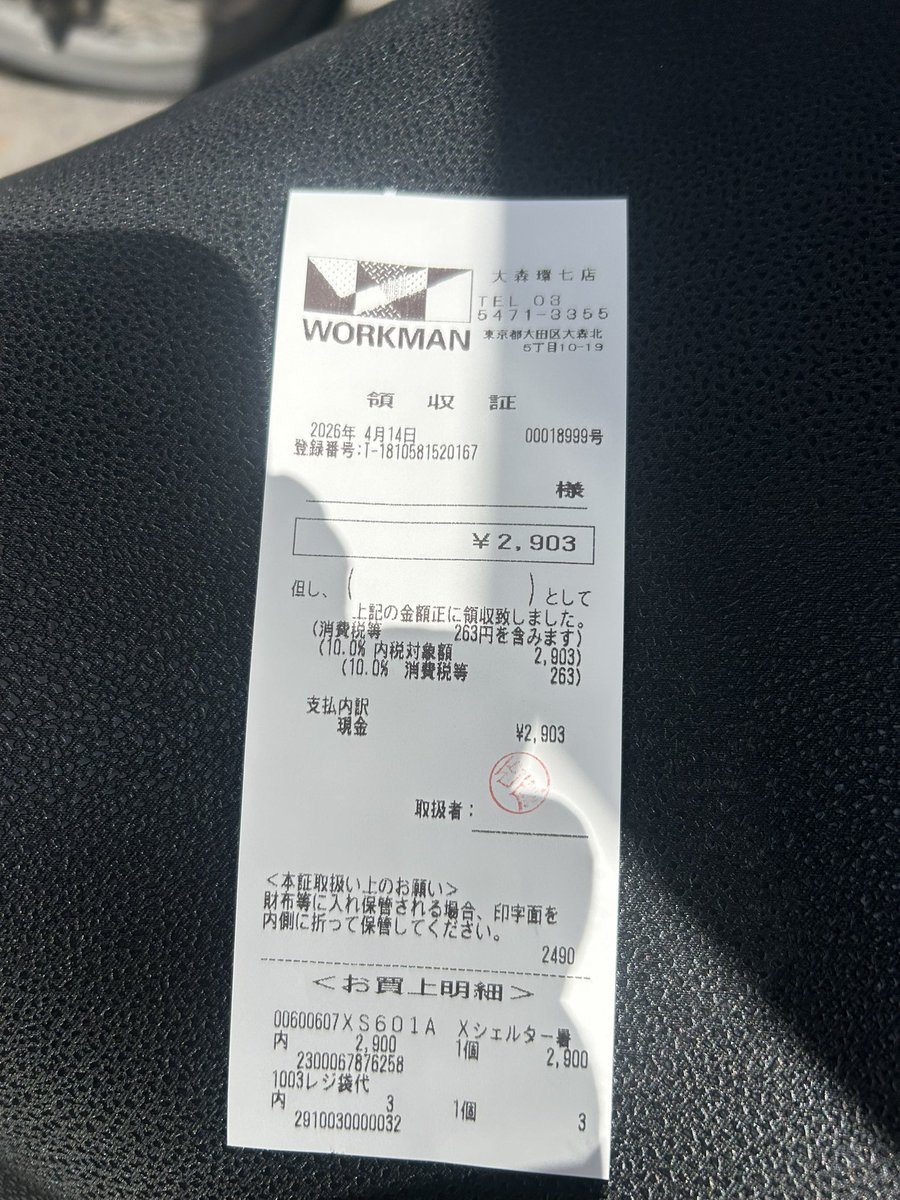 WORKMAN
大森環七店
TEL 03
5471-3355
東京都大田区大森北
5丁目10-19
領収証
2026年 4月14日 00018999号
登録番号:T-1810581520167
様
¥2,903
但し、( )として
上記の金額正に領収致しました。
(消費税等 263円を含みます)
(10.0% 内税対象額 2,903)
(10.0% 消費税等 263)
支払内訳
現金 ¥2,903
取扱者:
<本証取扱い上のお願い>
財布等に入れ保管される場合、印字面を
内側に折って保管してください。
2490
<お買上明細>
00600607XS601A Xシェルター暑
内 2,900 1個 2,900
2300067876258
1003レジ袋代
内 3 1個 3
2910030000032